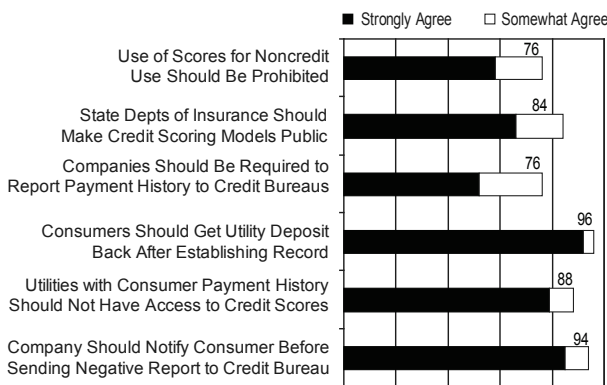 Strongly Agree Somewhat Agree
Use of Scores for Noncredit
Use Should Be Prohibited
76
State Depts of Insurance Should
Make Credit Scoring Models Public
84
Companies Should Be Required to
Report Payment History to Credit Bureaus
76
Consumers Should Get Utility Deposit
Back After Establishing Record
96
Utilities with Consumer Payment History
Should Not Have Access to Credit Scores
88
Company Should Notify Consumer Before
Sending Negative Report to Credit Bureau
94